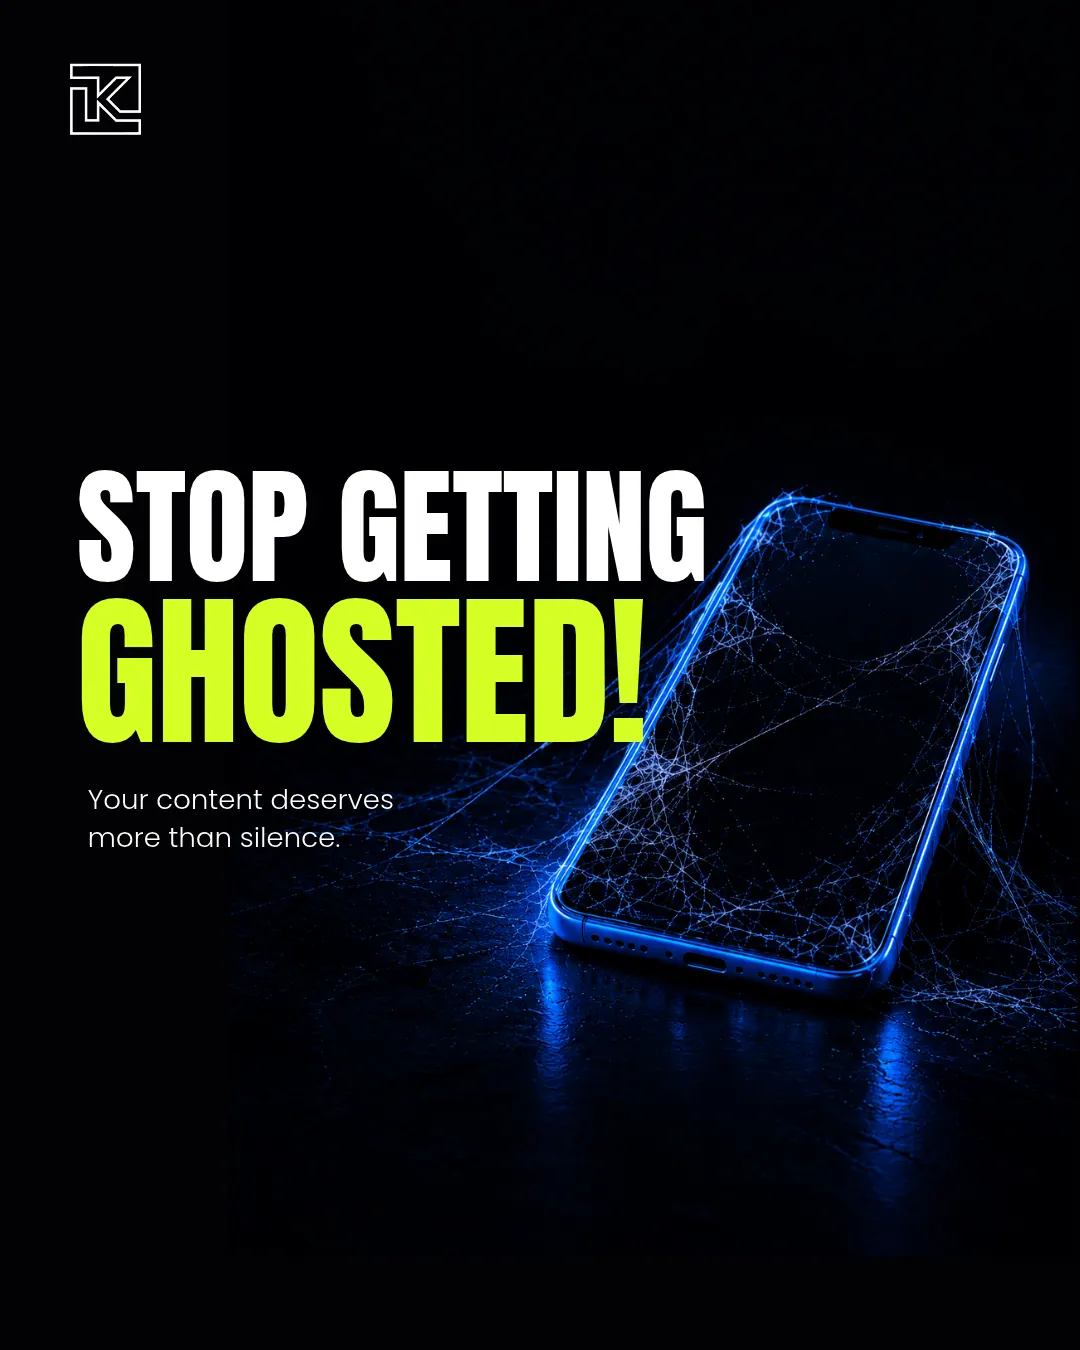 K
STOP GETTING
GHOSTED!
Your content deserves
more than silence.